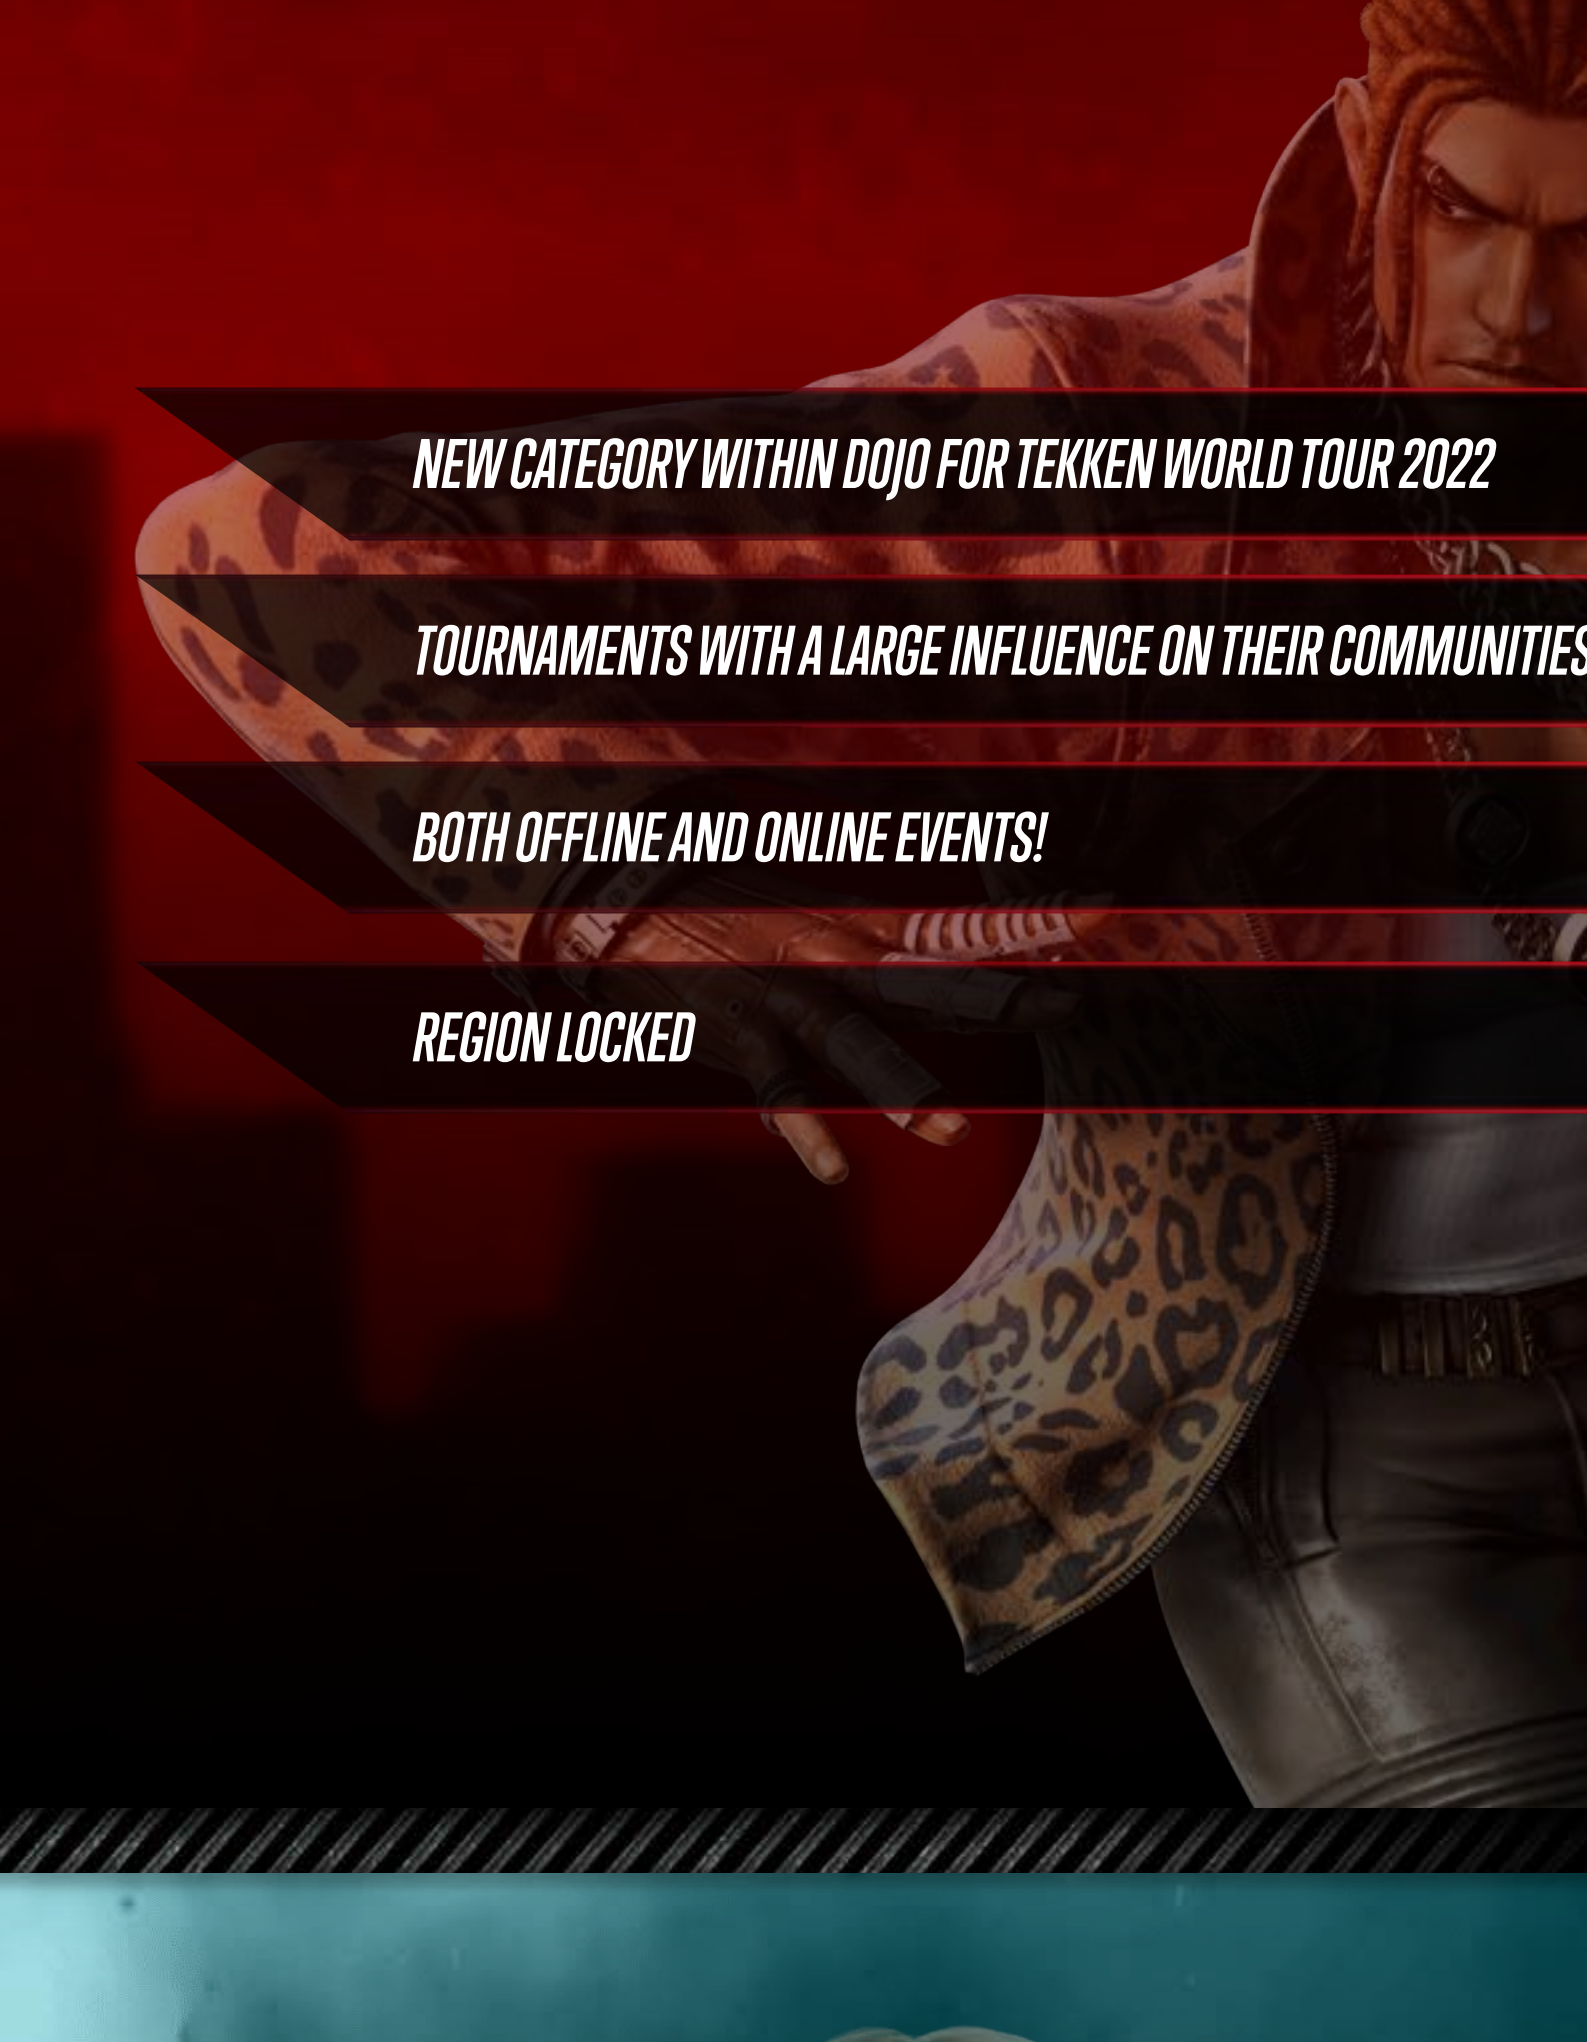 NEW CATEGORY WITHIN DOJO FOR TEKKEN WORLD TOUR 2022
TOURNAMENTS WITH A LARGE INFLUENCE ON THEIR COMMUNITIES
BOTH OFFLINE AND ONLINE EVENTS!
REGION LOCKED